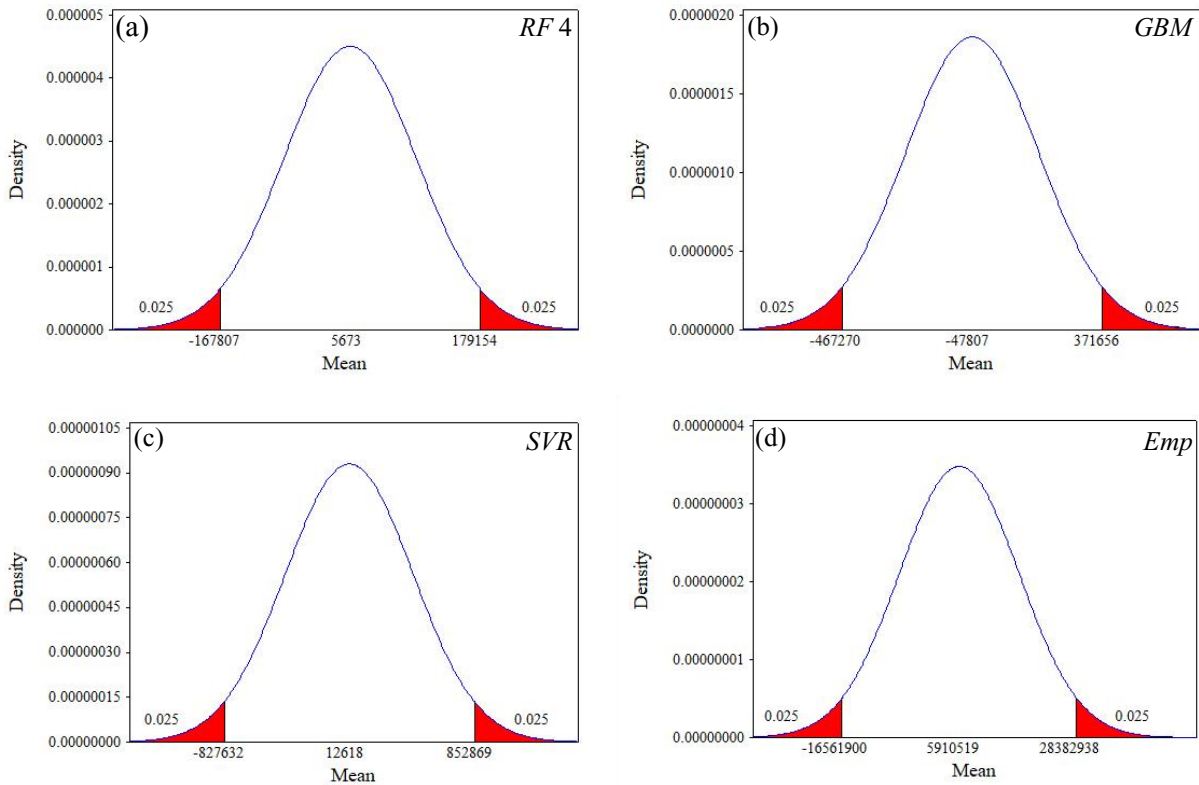 (a)
RF 4
0.000005
0.000004
0.000003
0.000002
0.000001
0.000000
Density
0.025
0.025
-167807 5673 179154
Mean
(b)
GBM
0.0000020
0.0000015
0.0000010
0.0000005
0.0000000
Density
0.025
0.025
-467270 -47807 371656
Mean
(c)
SVR
0.00000105
0.00000090
0.00000075
0.00000060
0.00000045
0.00000030
0.00000015
0.00000000
Density
0.025
0.025
-827632 12618 852869
Mean
(d)
Emp
0.00000004
0.00000003
0.00000002
0.00000001
0.00000000
Density
0.025
0.025
-16561900 5910519 28382938
Mean